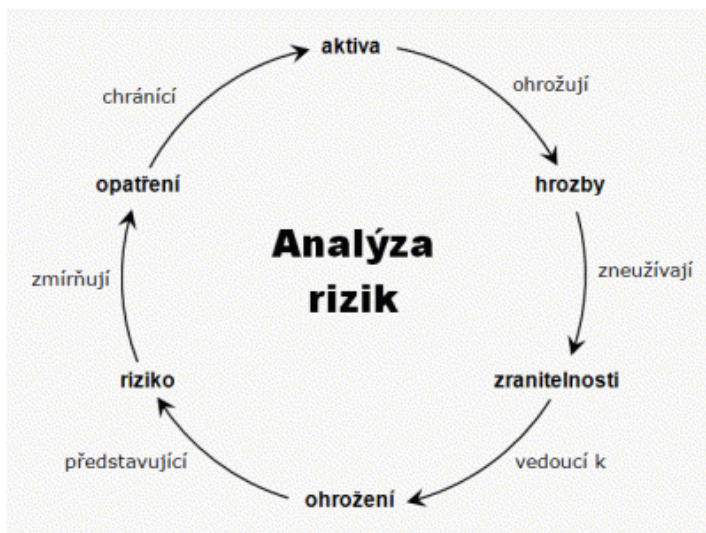 aktiva
ohrožují
hrozby
zneužívají
zranitelnosti
vedoucí k
ohrožení
představující
riziko
zmírňují
opatření
chránící
Analýza
rizik